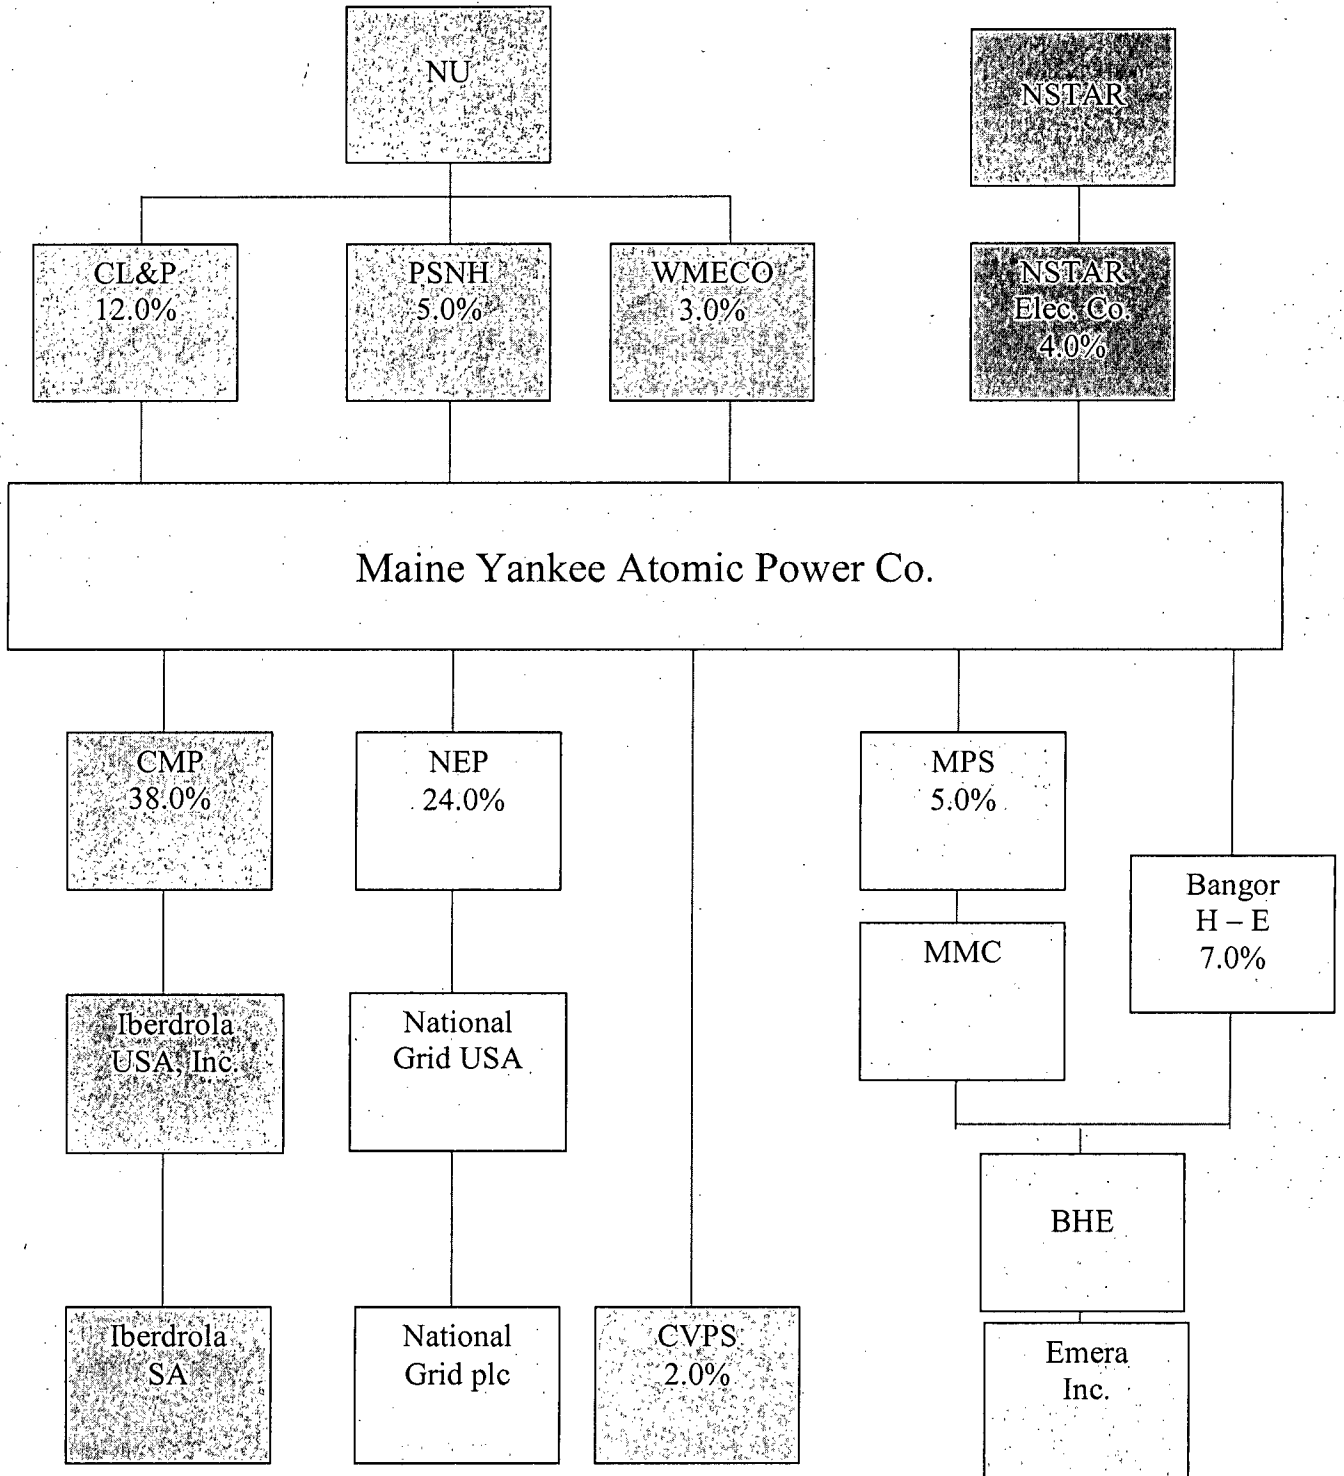 NU
NSTAR
CL&P
12.0%
PSNH
5.0%
WMECO
3.0%
NSTAR
Elec. Co.
4.0%
Maine Yankee Atomic Power Co.
CMP
38.0%
NEP
24.0%
MPS
5.0%
Bangor
H – E
7.0%
MMC
Iberdrola
USA, Inc.
National
Grid USA
BHE
Iberdrola
SA
National
Grid plc
CVPS
2.0%
Emera
Inc.